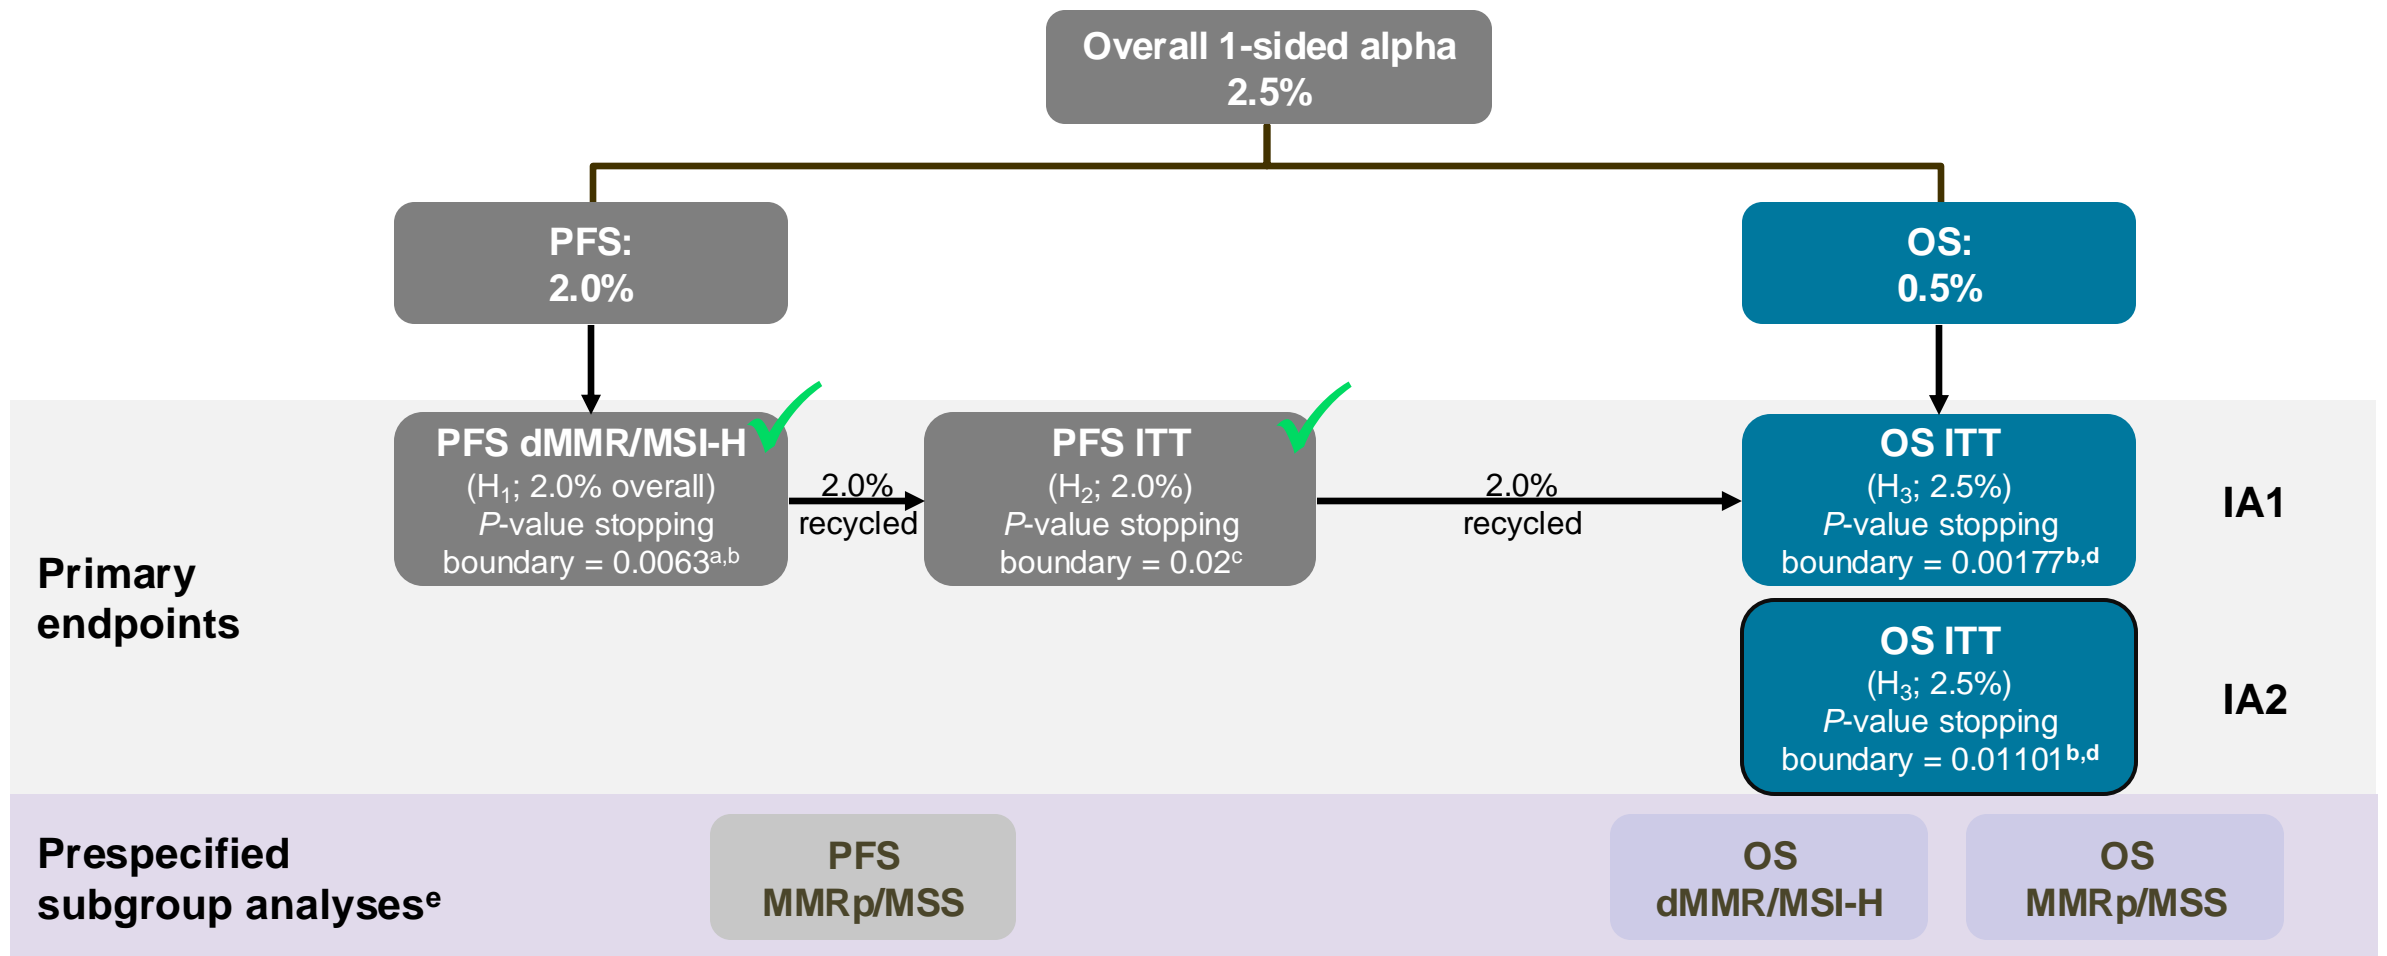 Overall 1-sided alpha
2.5%
PFS:
2.0%
OS:
0.5%
Primary
endpoints
PFS dMMR/MSI-H
(H₁; 2.0% overall)
P-value stopping
boundary = 0.0063ᵃ,ᵇ
2.0%
recycled
PFS ITT
(H₂; 2.0%)
P-value stopping
boundary = 0.02ᶜ
2.0%
recycled
OS ITT
(H₃; 2.5%)
P-value stopping
boundary = 0.00177ᵇ,ᵈ
IA1
OS ITT
(H₃; 2.5%)
P-value stopping
boundary = 0.01101ᵇ,ᵈ
IA2
Prespecified
subgroup analysesᵉ
PFS
MMRp/MSS
OS
dMMR/MSI-H
OS
MMRp/MSS